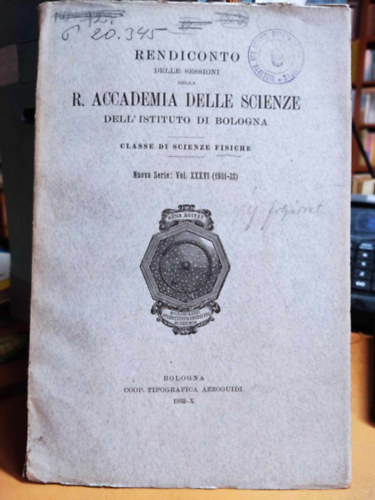 σ 20.345
RENDICONTO
DELLE SESSIONI
DELLA
R. ACCADEMIA DELLE SCIENZE
DELL'ISTITUTO DI BOLOGNA
CLASSE DI SCIENZE FISICHE
Nuova Serie: Vol. XXXVI (1931-32)
BOLOGNA
COOP. TIPOGRAFICA AZZOGUIDI
1932-X.